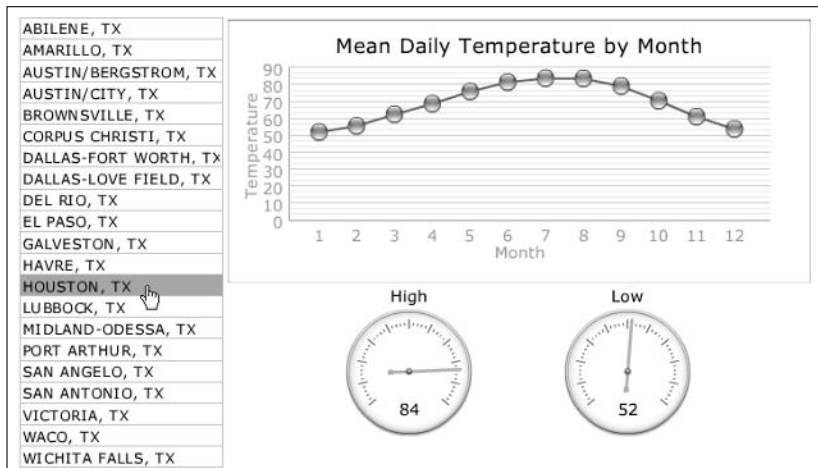 ABILENE, TX
AMARILLO, TX
AUSTIN/BERGSTROM, TX
AUSTIN/CITY, TX
BROWNSVILLE, TX
CORPUS CHRISTI, TX
DALLAS-FORT WORTH, TX
DALLAS-LOVE FIELD, TX
DEL RIO, TX
EL PASO, TX
GALVESTON, TX
HAVRE, TX
HOUSTON, TX
LUBBOCK, TX
MIDLAND-ODESSA, TX
PORT ARTHUR, TX
SAN ANGELO, TX
SAN ANTONIO, TX
VICTORIA, TX
WACO, TX
WICHITA FALLS, TX
Mean Daily Temperature by Month
Temperature
90
80
70
60
50
40
30
20
10
0
1 2 3 4 5 6 7 8 9 10 11 12
Month
High
84
Low
52